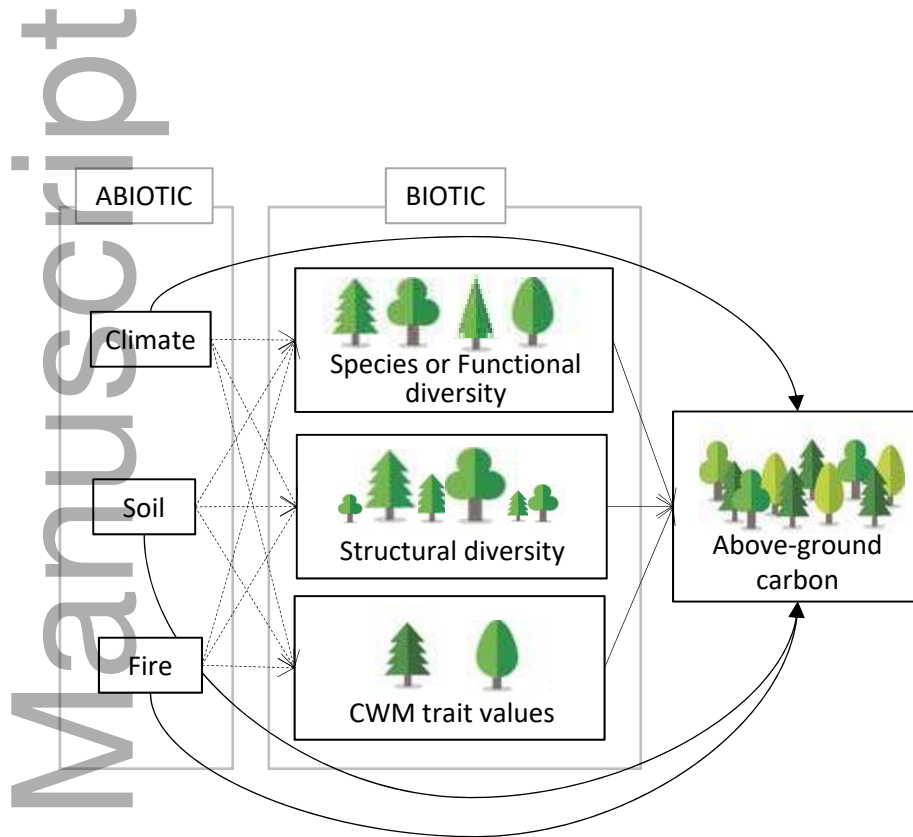 Manuscript
ABIOTIC
BIOTIC
Climate
Soil
Fire
Species or Functional
diversity
Structural diversity
CWM trait values
Above-ground
carbon